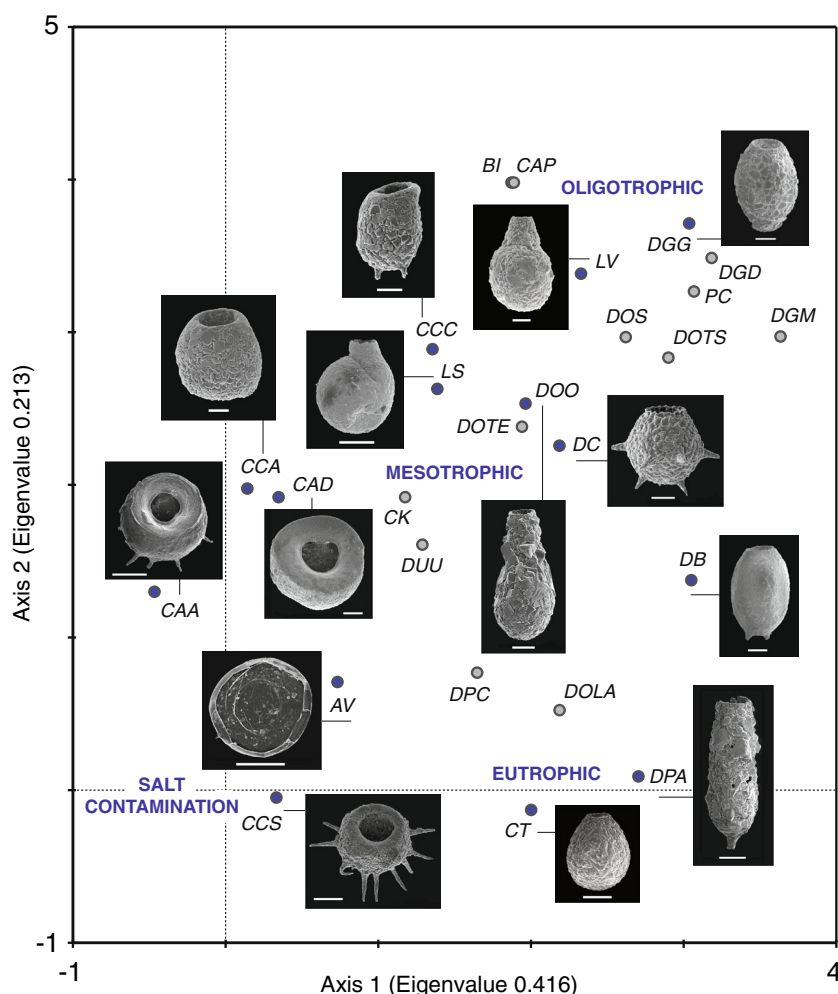 5
BI CAP
OLIGOTROPHIC
DGG
LV
DGD
PC
DOS
DGM
CCC
DOTS
LS
DOO
DOTE
DC
CCA
CAD
MESOTROPHIC
CK
DUU
DB
CAA
Axis 2 (Eigenvalue 0.213)
DPC
DOLA
AV
SALT
CONTAMINATION
EUTROPHIC
DPA
CCS
CT
-1
-1
Axis 1 (Eigenvalue 0.416)
4